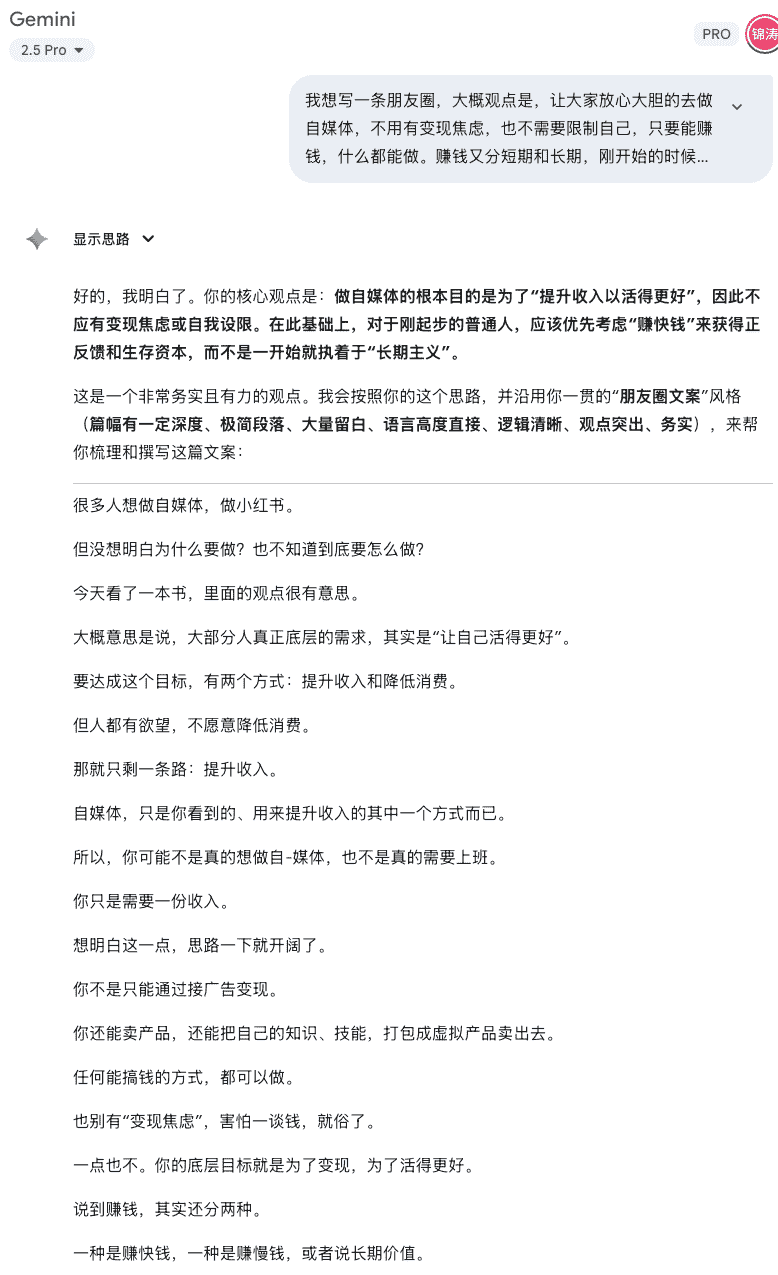 Gemini
2.5 Pro
PRO
锦涛
我想写一条朋友圈，大概观点是，让大家放心大胆的去做
自媒体，不用有变现焦虑，也不需要限制自己，只要能赚
钱，什么都能做。赚钱又分短期和长期，刚开始的时候...
显示思路
好的，我明白了。你的核心观点是：做自媒体的根本目的是为了“提升收入以活得更好”，因此不
应有变现焦虑或自我设限。在此基础上，对于刚起步的普通人，应该优先考虑“赚快钱”来获得正
反馈和生存资本，而不是一开始就执着于“长期主义”。
这是一个非常务实且有力的观点。我会按照你的这个思路，并沿用你一贯的“朋友圈文案”风格
（篇幅有一定深度、极简段落、大量留白、语言高度直接、逻辑清晰、观点突出、务实），来帮
你梳理和撰写这篇文案：
很多人想做自媒体，做小红书。
但没想明白为什么要做？也不知道到底要怎么做？
今天看了一本书，里面的观点很有意思。
大概意思是说，大部分人真正底层的需求，其实是“让自己活得更好”。
要达成这个目标，有两个方式：提升收入和降低消费。
但人都有欲望，不愿意降低消费。
那就只剩一条路：提升收入。
自媒体，只是你看到的、用来提升收入的其中一个方式而已。
所以，你可能不是真的想做自-媒体，也不是真的需要上班。
你只是需要一份收入。
想明白这一点，思路一下就开阔了。
你不是只能通过接广告变现。
你还能卖产品，还能把自己的知识、技能，打包成虚拟产品卖出去。
任何能搞钱的方式，都可以做。
也别有“变现焦虑”，害怕一谈钱，就俗了。
一点也不。你的底层目标就是为了变现，为了活得更好。
说到赚钱，其实还分两种。
一种是赚快钱，一种是赚慢钱，或者说长期价值。